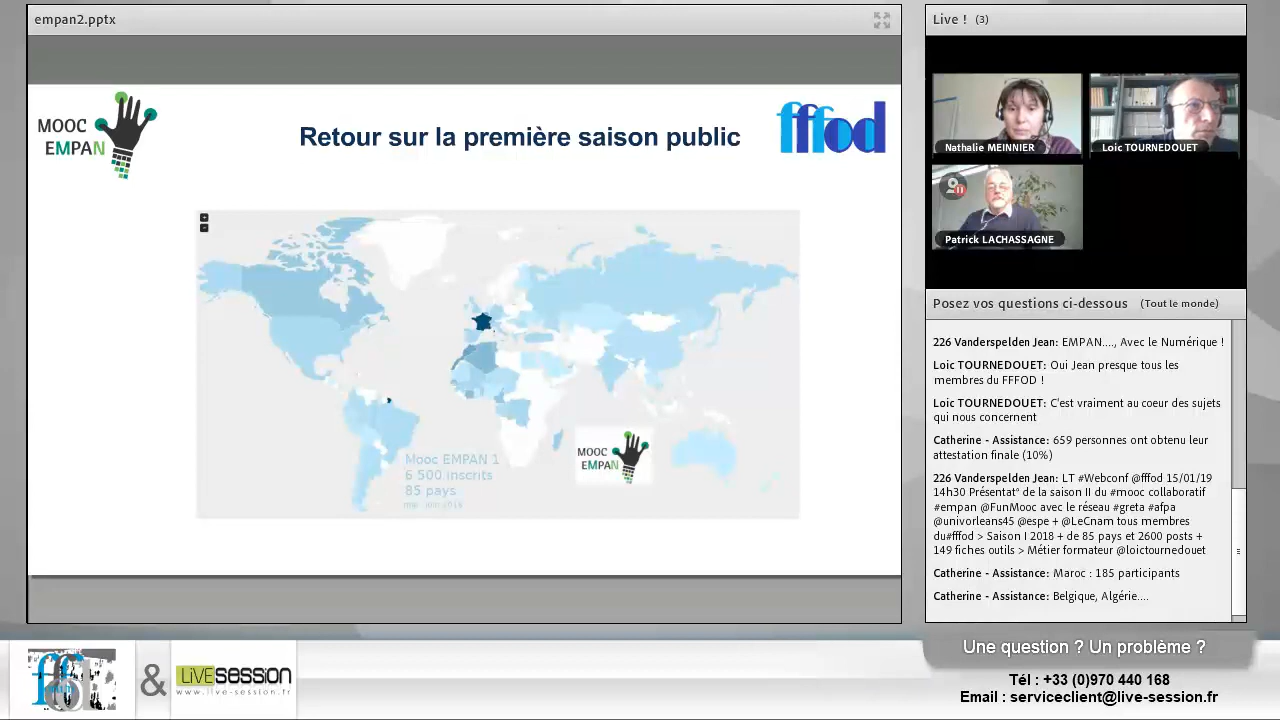 empan2.pptx
MOOC
EMPAN
Retour sur la première saison public
fffod
Mooc EMPAN 1
6 500 inscrits
85 pays
MOOC
EMPAN
Live ! (3)
Nathalie MEINNIER
Loic TOURNEDOUET
Patrick LACHASSAGNE
Posez vos questions ci-dessous (Tout le monde)
226 Vanderspelden Jean: EMPAN...., Avec le Numérique !
Loic TOURNEDOUET: Oui Jean presque tous les
membres du FFFOD !
Loic TOURNEDOUET: C'est vraiment au coeur des sujets
qui nous concernent
Catherine - Assistance: 659 personnes ont obtenu leur
attestation finale (10%)
226 Vanderspelden Jean: LT #Webcmf @fffod 15/01/19
14h30 Présentat° de la saison II du #mooc collaboratif
#empan @FunMooc avec le réseau #greta #afpa
@univorleans45 @espe + @LeCnam tous membres
du#fffod > Saison I 2018 + de 85 pays et 2600 posts +
149 fiches outils > Métier formateur @loictournedouet
Catherine - Assistance: Maroc : 185 participants
Catherine - Assistance: Belgique, Algérie....
&
LiVESESSiON
www.live-session.fr
Une question ? Un problème ?
Tél : +33 (0)970 440 168
Email : serviceclient@live-session.fr